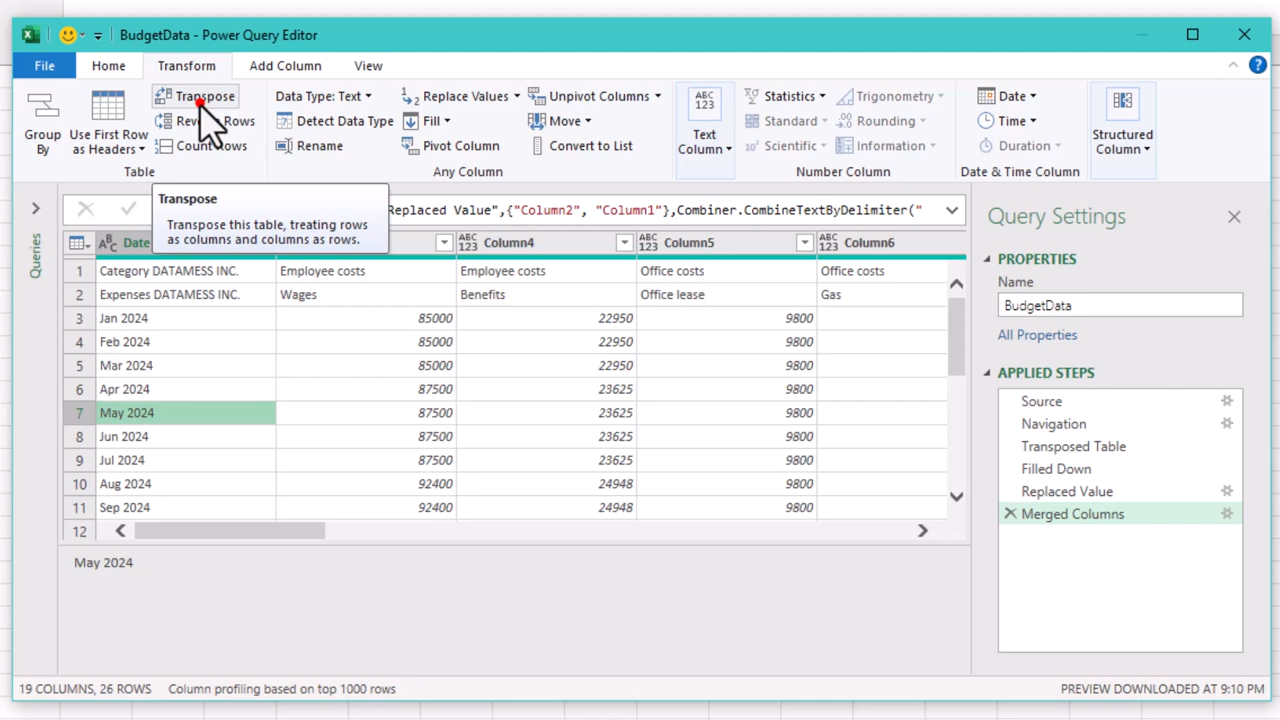 BudgetData - Power Query Editor
File Home Transform Add Column View
Group By
Use First Row as Headers
Transpose
Rows
Count Rows
Table
Data Type: Text
Detect Data Type
Rename
Replace Values
Fill
Pivot Column
Unpivot Columns
Move
Convert to List
Any Column
ABC
123
Text Column
Statistics
Standard
Scientific
Trigonometry
Rounding
Information
Number Column
Date
Time
Duration
Date & Time Column
Structured Column
Transpose
Transpose this table, treating rows
as columns and columns as rows.
Replaced Value",{"Column2", "Column1"},Combiner.CombineTextByDelimiter("
Queries
Date Column4 Column5 Column6
1 Category DATAMESS INC. Employee costs Employee costs Office costs Office costs
2 Expenses DATAMESS INC. Wages Benefits Office lease Gas
3 Jan 2024 85000 22950 9800
4 Feb 2024 85000 22950 9800
5 Mar 2024 85000 22950 9800
6 Apr 2024 87500 23625 9800
7 May 2024 87500 23625 9800
8 Jun 2024 87500 23625 9800
9 Jul 2024 87500 23625 9800
10 Aug 2024 92400 24948 9800
11 Sep 2024 92400 24948 9800
12
May 2024
Query Settings
PROPERTIES
Name
BudgetData
All Properties
APPLIED STEPS
Source
Navigation
Transposed Table
Filled Down
Replaced Value
Merged Columns
19 COLUMNS, 26 ROWS Column profiling based on top 1000 rows
PREVIEW DOWNLOADED AT 9:10 PM